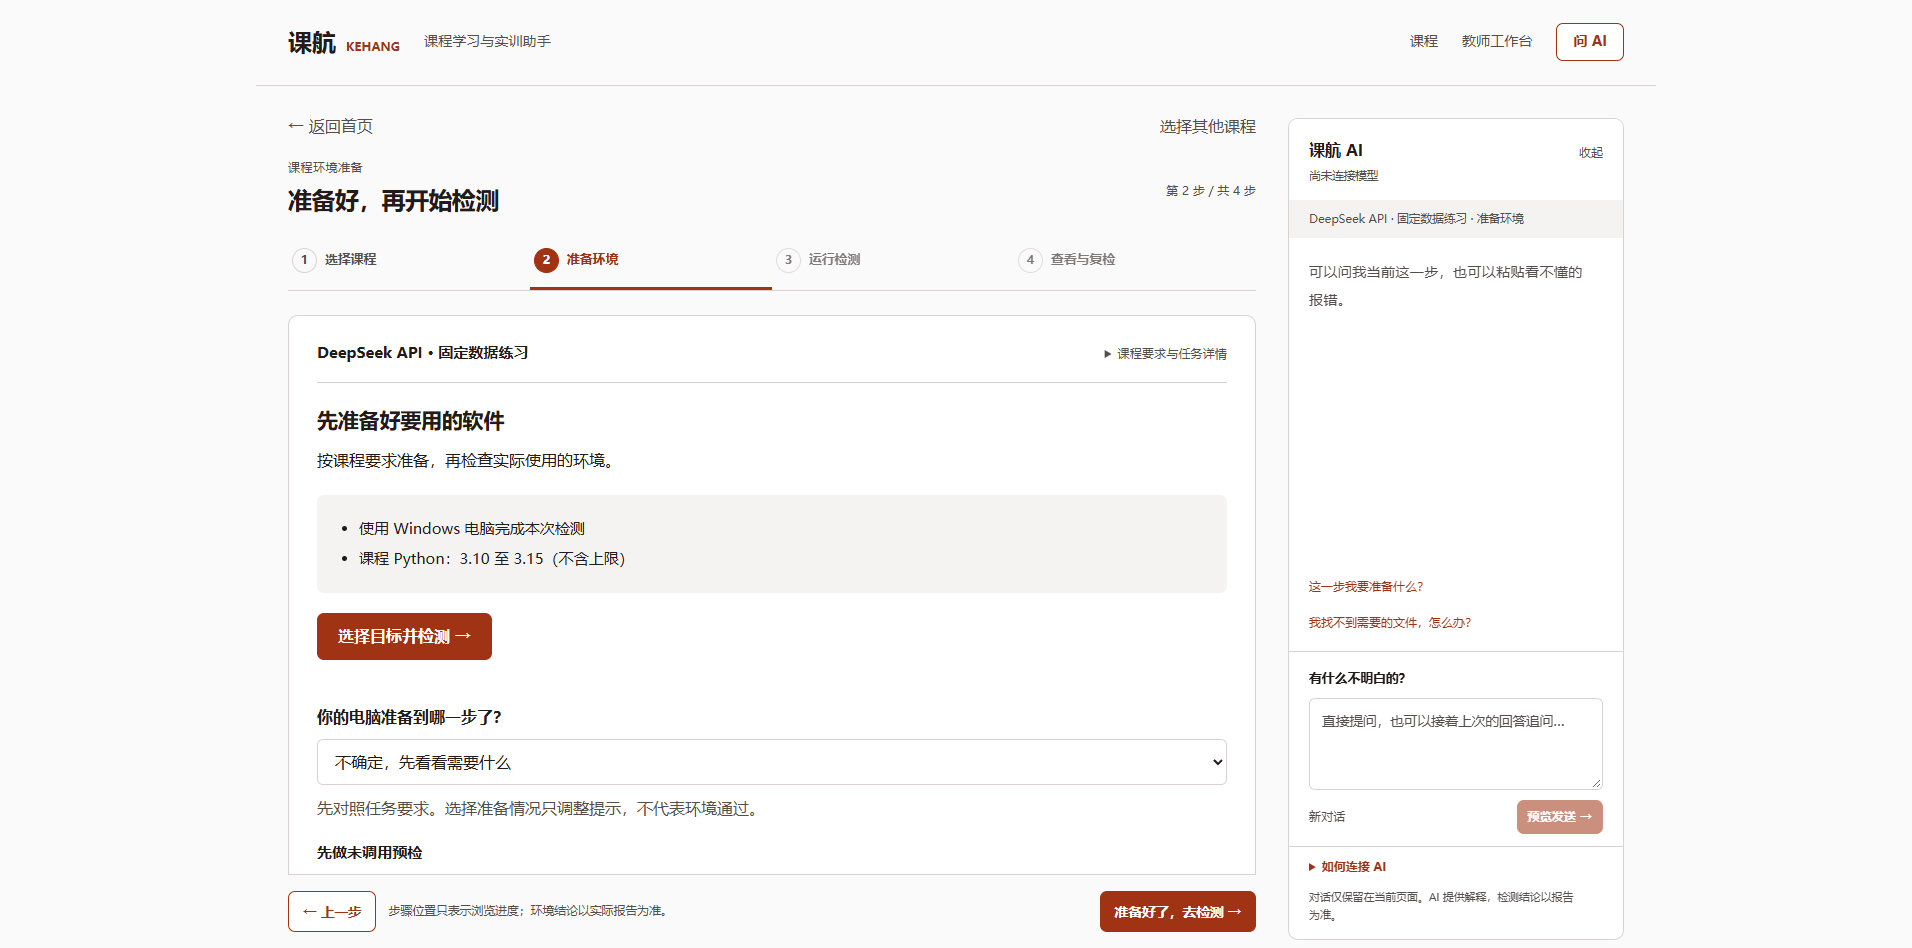 课航 KEHANG 课程学习与实训助手
课程 教师工作台 问 AI
← 返回首页
选择其他课程
课程环境准备
准备好，再开始检测
第 2 步 / 共 4 步
1 选择课程
2 准备环境
3 运行检测
4 查看与复检
DeepSeek API · 固定数据练习
▶ 课程要求与任务详情
先准备好要用的软件
按课程要求准备，再检查实际使用的环境。
• 使用 Windows 电脑完成本次检测
• 课程 Python：3.10 至 3.15（不含上限）
选择目标并检测 →
你的电脑准备到哪一步了？
不确定，先看看需要什么
先对照任务要求。选择准备情况只调整提示，不代表环境通过。
先做未调用预检
← 上一步
步骤位置只表示浏览进度；环境结论以实际报告为准。
准备好了，去检测 →
课航 AI
收起
尚未连接模型
DeepSeek API · 固定数据练习 · 准备环境
可以问我当前这一步，也可以粘贴看不懂的
报错。
这一步我要准备什么？
我找不到需要的文件，怎么办？
有什么不明白的？
直接提问，也可以接着上次的回答追问...
新对话
预览发送 →
▶ 如何连接 AI
对话仅保留在当前页面。AI 提供解释，检测结论以报告
为准。